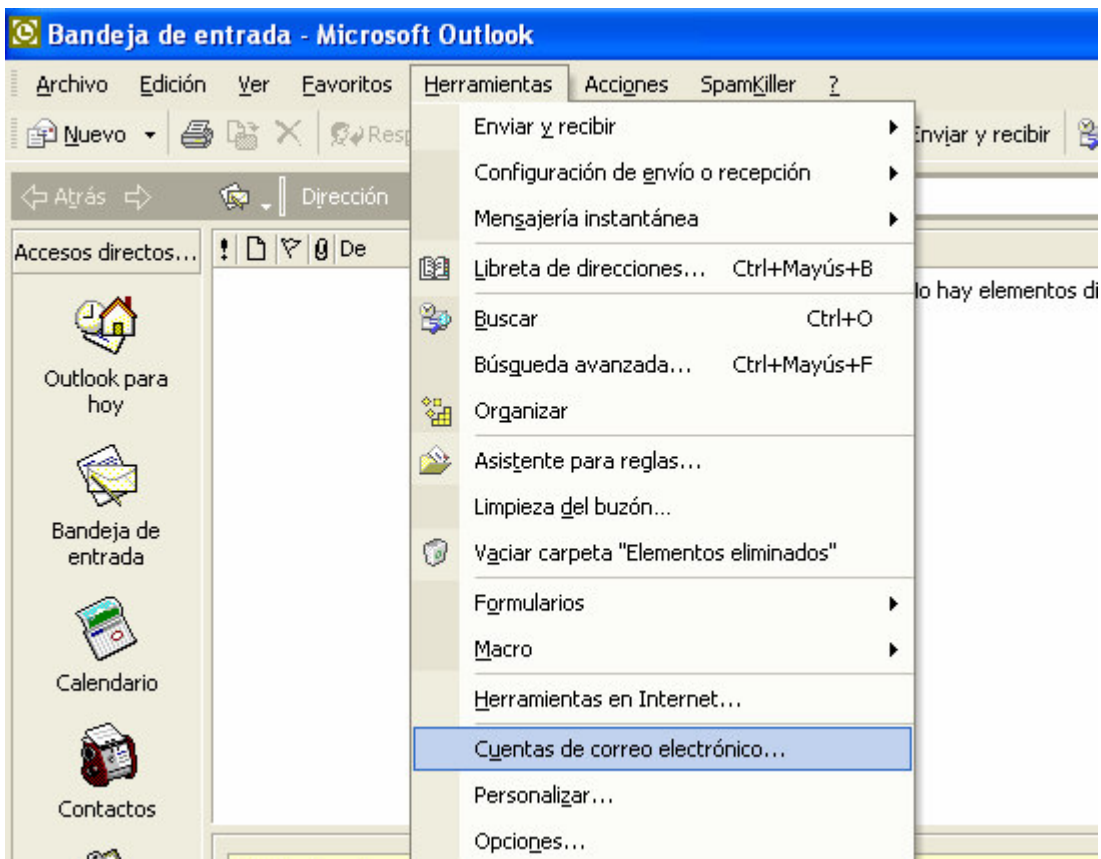 Bandeja de entrada - Microsoft Outlook
Archivo Edición Ver Favoritos Herramientas Acciones SpamKiller ?
Nuevo Enviar y recibir
Atrás Dirección
Accesos directos... ! De
Outlook para
hoy
Bandeja de
entrada
Calendario
Contactos
Enviar y recibir
Configuración de envío o recepción
Mensajería instantánea
Libreta de direcciones... Ctrl+Mayús+B
Buscar Ctrl+O
Búsqueda avanzada... Ctrl+Mayús+F
Organizar
Asistente para reglas...
Limpieza del buzón...
Vaciar carpeta "Elementos eliminados"
Formularios
Macro
Herramientas en Internet...
Cuentas de correo electrónico...
Personalizar...
Opciones...
hay elementos